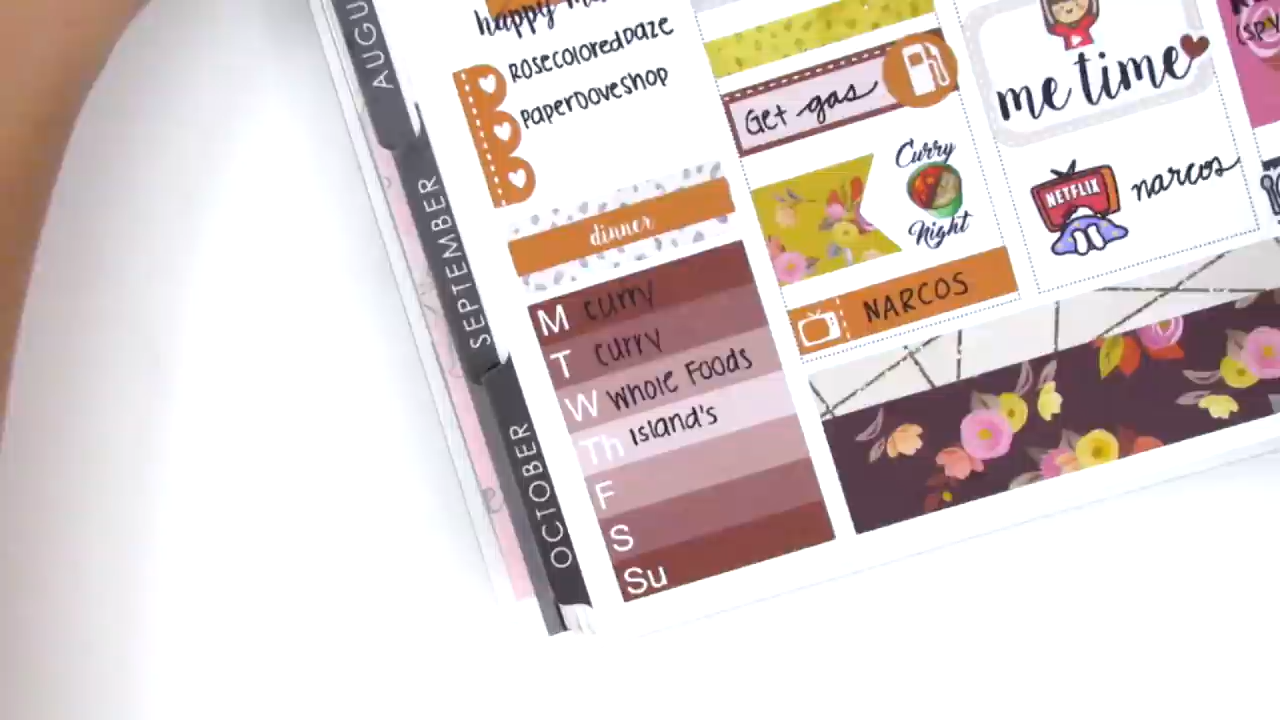 AUGU
SEPTEMBER
OCTOBER
happy
RoseColoredDaze
PaperDoveshop
dinner
M curry
T curry
W Whole Foods
Th Island's
F
S
Su
Get gas
Curry
Night
NARCOS
me time
NETFLIX
narcos